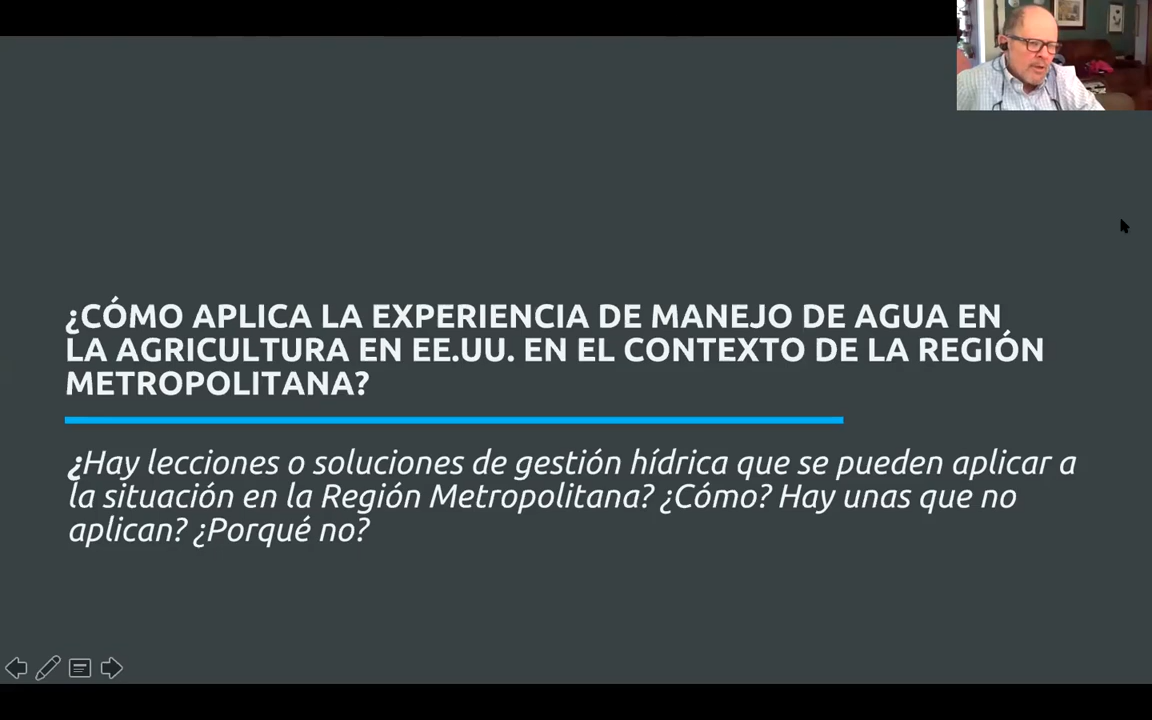 ¿CÓMO APLICA LA EXPERIENCIA DE MANEJO DE AGUA EN
LA AGRICULTURA EN EE.UU. EN EL CONTEXTO DE LA REGIÓN
METROPOLITANA?
¿Hay lecciones o soluciones de gestión hídrica que se pueden aplicar a
la situación en la Región Metropolitana? ¿Cómo? Hay unas que no
aplican? ¿Porqué no?